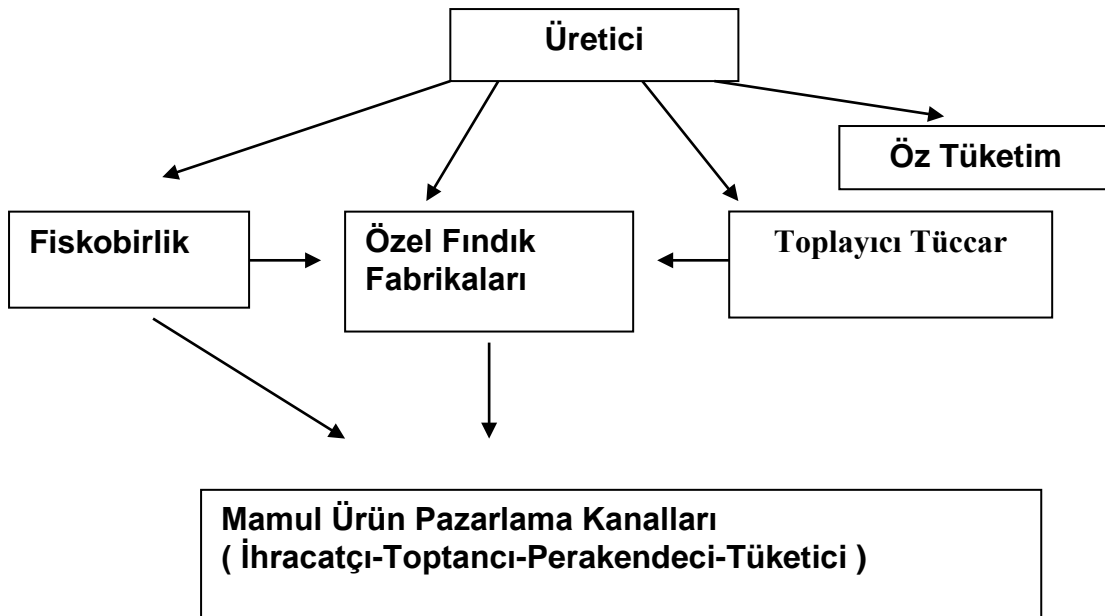 Üretici
Öz Tüketim
Fiskobirlik
Özel Fındık
Fabrikaları
Toplayıcı Tüccar
Mamul Ürün Pazarlama Kanalları
( İhracatçı-Toptancı-Perakendeci-Tüketici )